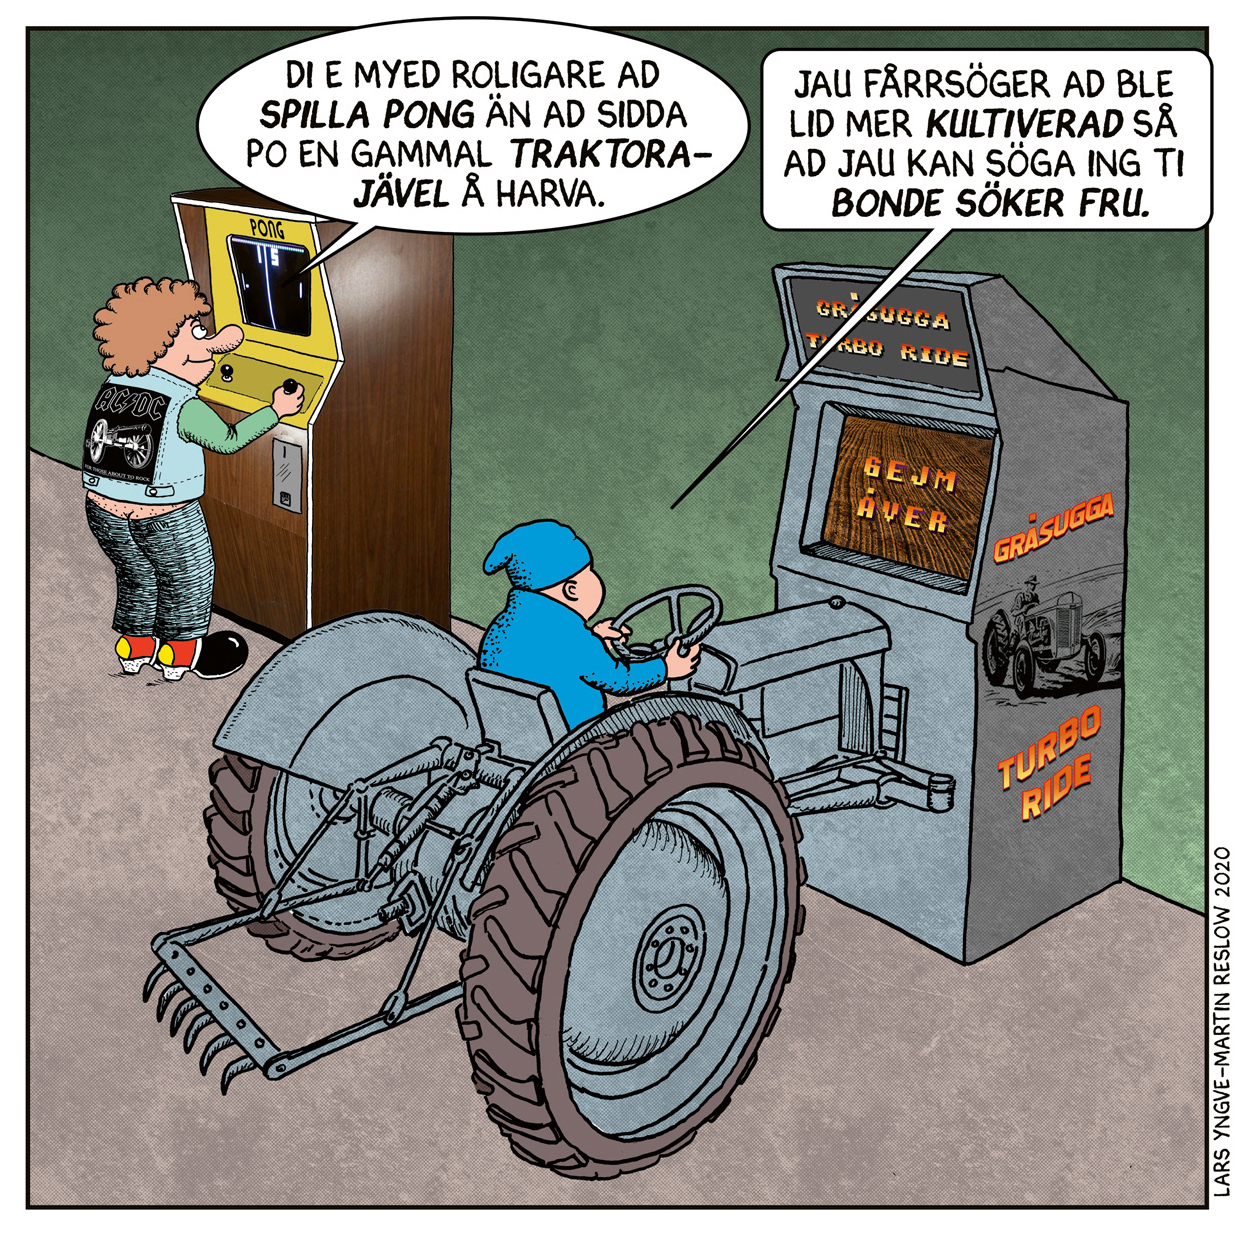 DI E MYED ROLIGARE AD
SPILLA PONG ÄN AD SIDDA
PO EN GAMMAL TRAKTORA-
JÄVEL Å HARVA.
JAU FÅRRSÖGER AD BLE
LID MER KULTIVERAD SÅ
AD JAU KAN SÖGA ING TI
BONDE SÖKER FRU.
PONG
1 5
AC/DC
FOR THOSE ABOUT TO ROCK
GRÅSUGGA
TURBO RIDE
GEJM
ÅVER
GRÅSUGGA
TURBO
RIDE
LARS YNGVE-MARTIN RESLOW 2020